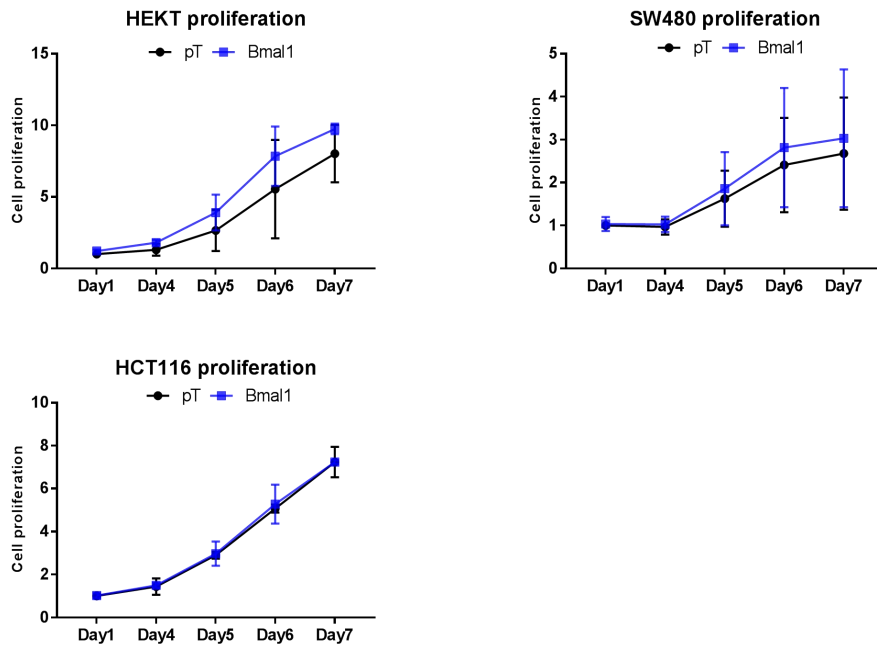 HEKT proliferation
pT Bmal1
Cell proliferation
15
10
5
0
Day1 Day4 Day5 Day6 Day7
SW480 proliferation
pT Bmal1
Cell proliferation
5
4
3
2
1
0
Day1 Day4 Day5 Day6 Day7
HCT116 proliferation
pT Bmal1
Cell proliferation
10
8
6
4
2
0
Day1 Day4 Day5 Day6 Day7